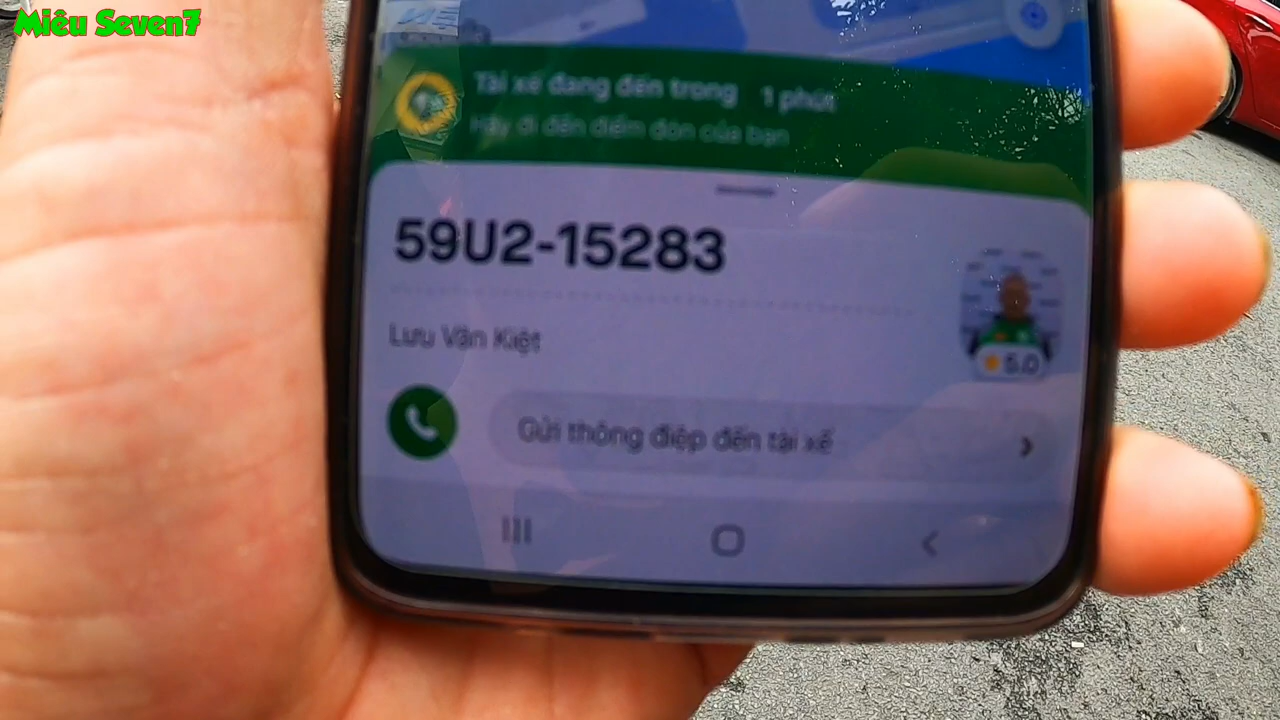 Miêu Seven7
Tài xế đang đến trong 1 phút
Hãy đi đến điểm đón của bạn
59U2-15283
Lưu Văn Kiệt
5.0
Gửi thông điệp đến tài xế